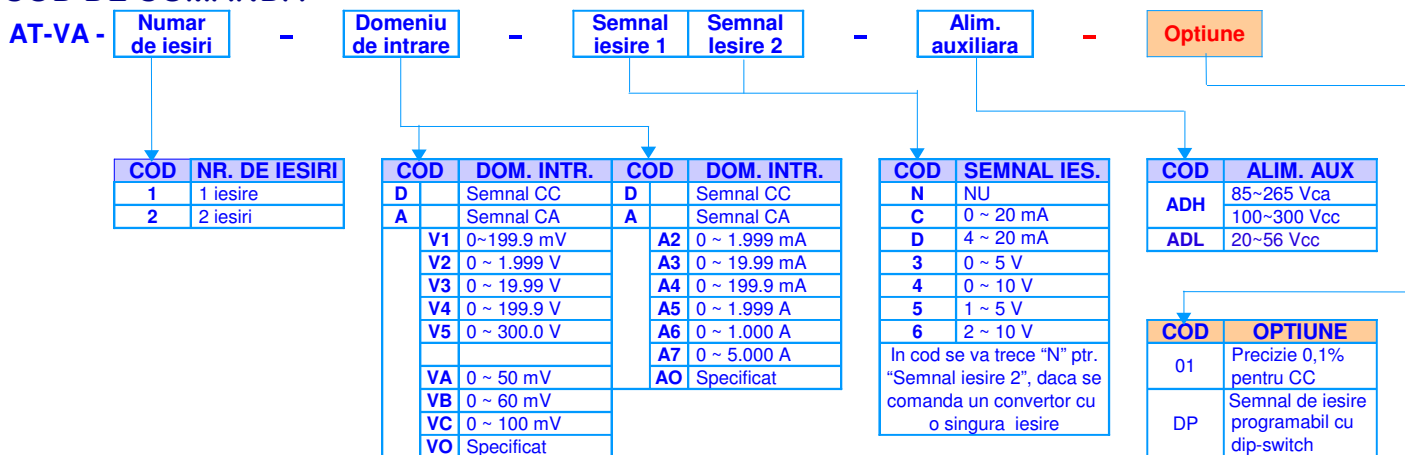 AT-VA - Numar de iesiri – Domeniu de intrare – Semnal iesire 1 Semnal Iesire 2 – Alim. auxiliara – Optiune
COD NR. DE IESIRI
1 1 iesire
2 2 iesiri
COD DOM. INTR. COD DOM. INTR.
D Semnal CC D Semnal CC
A Semnal CA A Semnal CA
V1 0~199.9 mV A2 0 ~ 1.999 mA
V2 0 ~ 1.999 V A3 0 ~ 19.99 mA
V3 0 ~ 19.99 V A4 0 ~ 199.9 mA
V4 0 ~ 199.9 V A5 0 ~ 1.999 A
V5 0 ~ 300.0 V A6 0 ~ 1.000 A
A7 0 ~ 5.000 A
VA 0 ~ 50 mV AO Specificat
VB 0 ~ 60 mV
VC 0 ~ 100 mV
VO Specificat
COD SEMNAL IES.
N NU
C 0 ~ 20 mA
D 4 ~ 20 mA
3 0 ~ 5 V
4 0 ~ 10 V
5 1 ~ 5 V
6 2 ~ 10 V
In cod se va trece “N” ptr.
“Semnal iesire 2”, daca se
comanda un convertor cu
o singura iesire
COD ALIM. AUX
ADH 85~265 Vca
100~300 Vcc
ADL 20~56 Vcc
COD OPTIUNE
01 Precizie 0,1%
pentru CC
DP Semnal de iesire
programabil cu
dip-switch